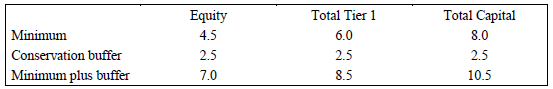 Equity Total Tier 1 Total Capital
Minimum 4.5 6.0 8.0
Conservation buffer 2.5 2.5 2.5
Minimum plus buffer 7.0 8.5 10.5